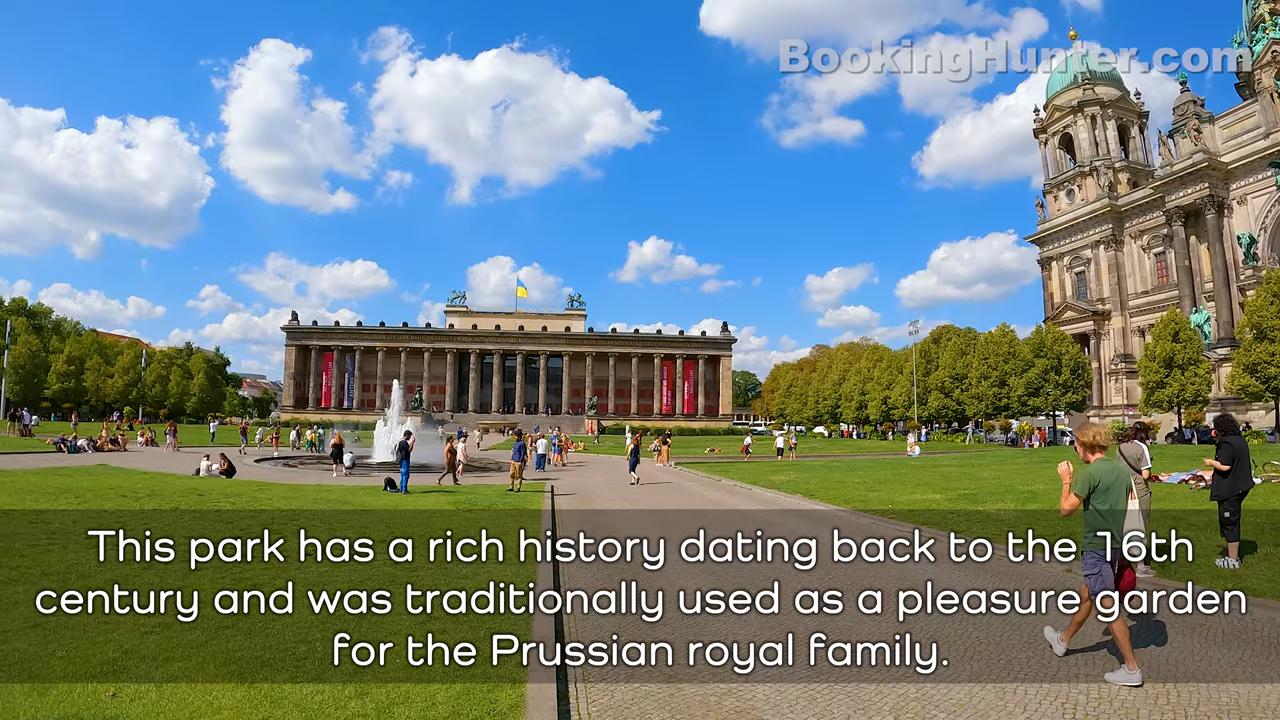 BookingHunter.com
This park has a rich history dating back to the 16th
century and was traditionally used as a pleasure garden
for the Prussian royal family.